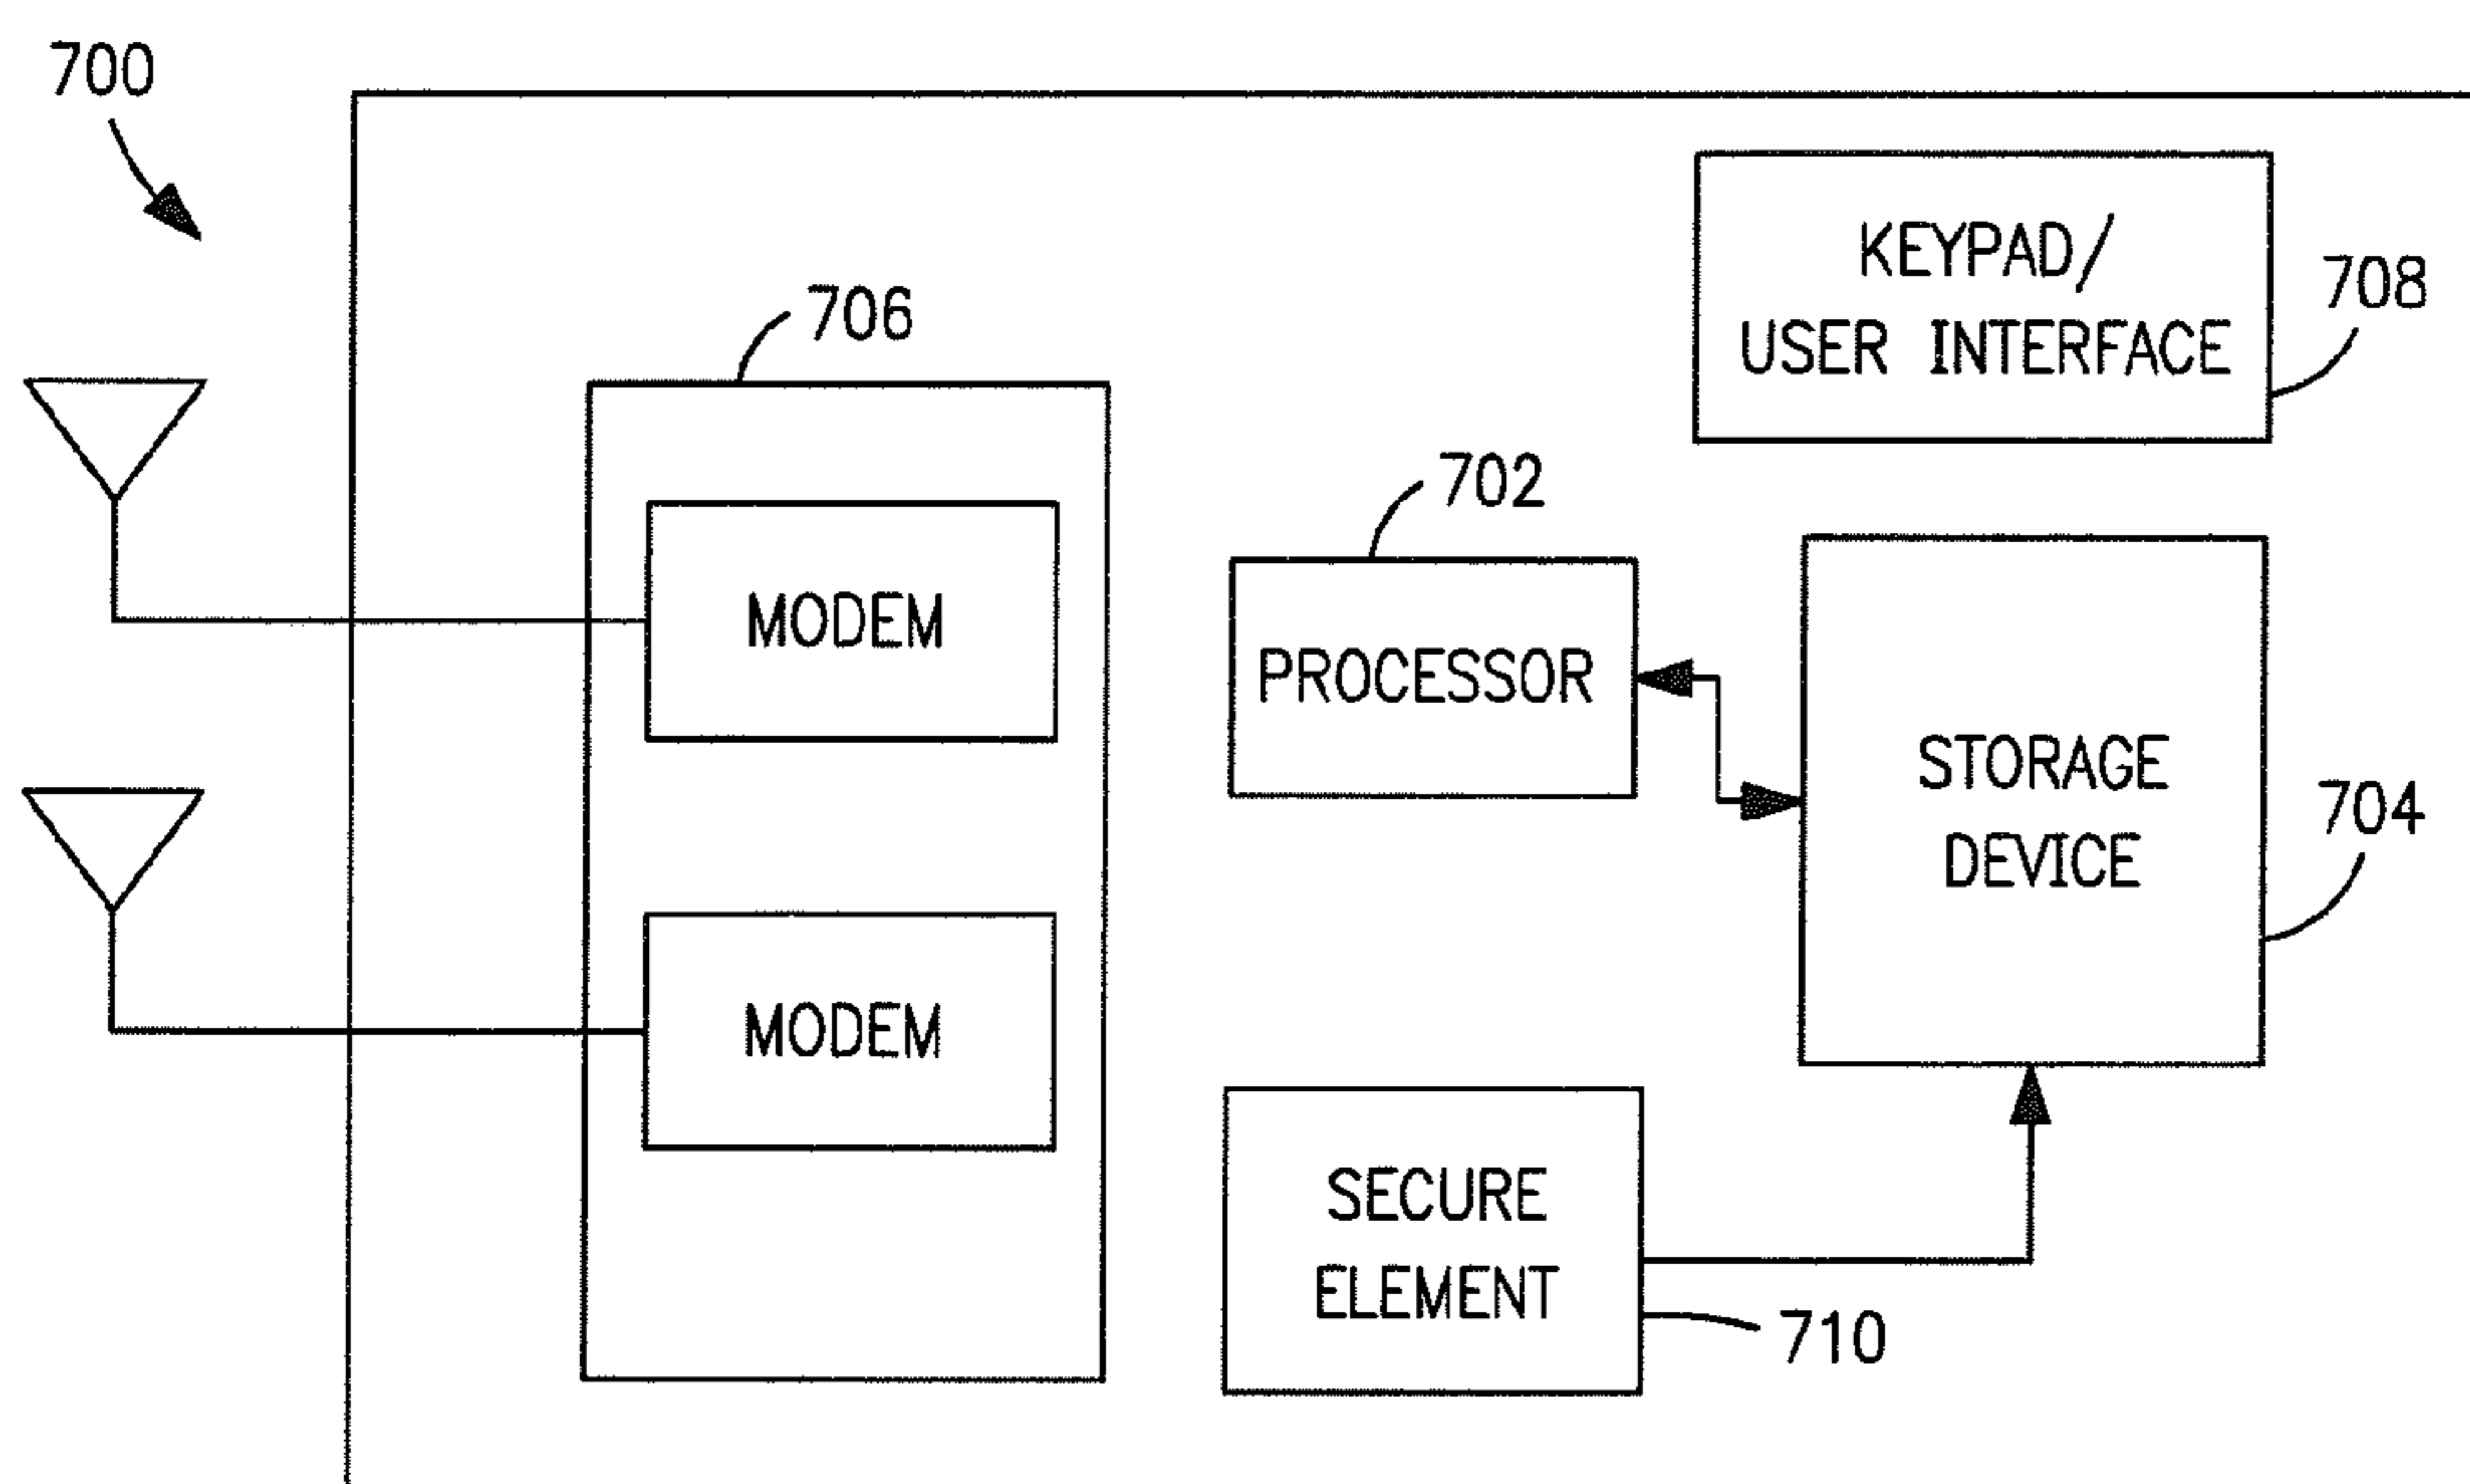 700
KEYPAD/
USER INTERFACE
708
706
702
MODEM
PROCESSOR
STORAGE
DEVICE
704
MODEM
SECURE
ELEMENT
710